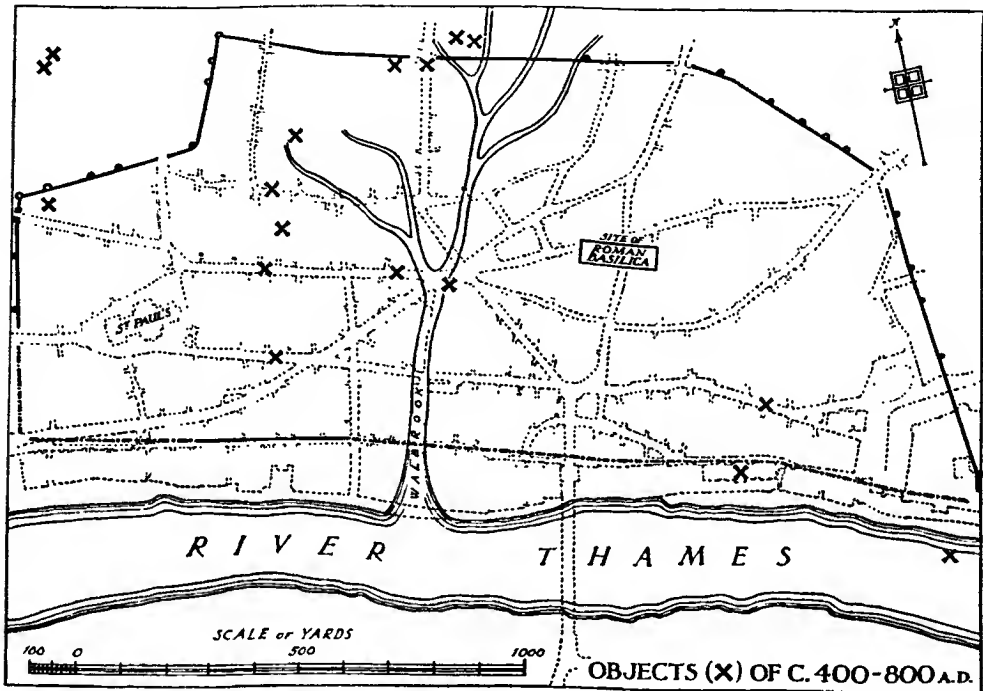 N
SITE OF
ROMAN
BASILICA
ST PAUL'S
WALBROOK
RIVER THAMES
SCALE OF YARDS
100 0 500 1000
OBJECTS (X) OF C. 400-800 A.D.